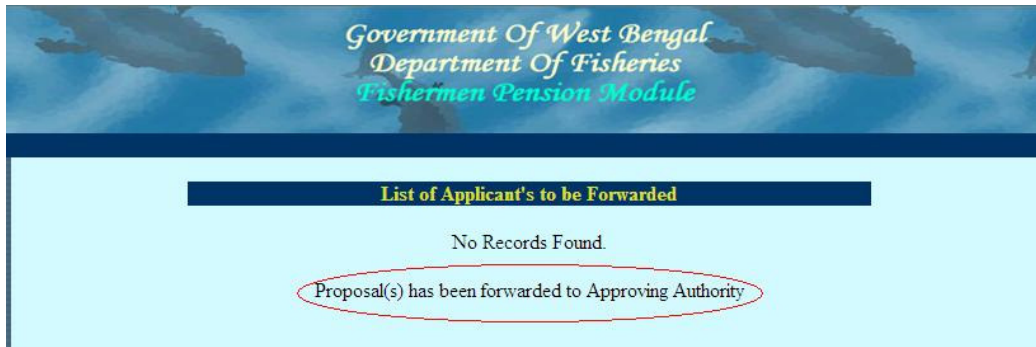 Government Of West Bengal
Department Of Fisheries
Fishermen Pension Module
List of Applicant's to be Forwarded
No Records Found.
Proposal(s) has been forwarded to Approving Authority